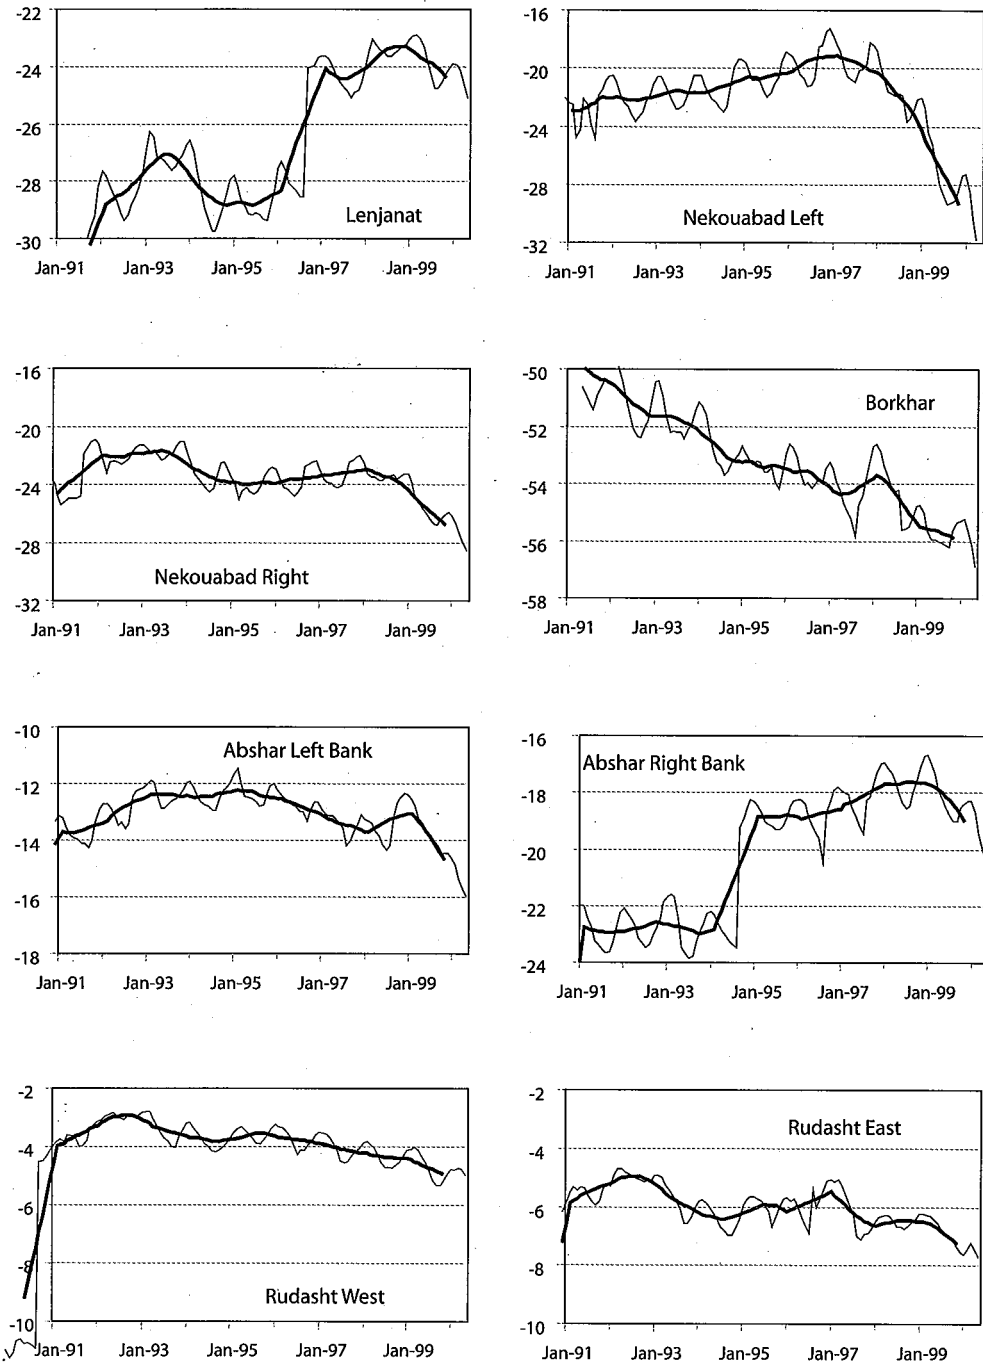 -22
-24
-26
-28
-30
Lenjanat
Jan-91 Jan-93 Jan-95 Jan-97 Jan-99
-16
-20
-24
-28
-32
Nekouabad Left
Jan-91 Jan-93 Jan-95 Jan-97 Jan-99
-16
-20
-24
-28
-32
Nekouabad Right
Jan-91 Jan-93 Jan-95 Jan-97 Jan-99
-50
-52
-54
-56
-58
Borkhar
Jan-91 Jan-93 Jan-95 Jan-97 Jan-99
-10
-12
-14
-16
-18
Abshar Left Bank
Jan-91 Jan-93 Jan-95 Jan-97 Jan-99
-16
-18
-20
-22
-24
Abshar Right Bank
Jan-91 Jan-93 Jan-95 Jan-97 Jan-99
-2
-4
-6
-8
-10
Rudasht West
Jan-91 Jan-93 Jan-95 Jan-97 Jan-99
-2
-4
-6
-8
-10
Rudasht East
Jan-91 Jan-93 Jan-95 Jan-97 Jan-99